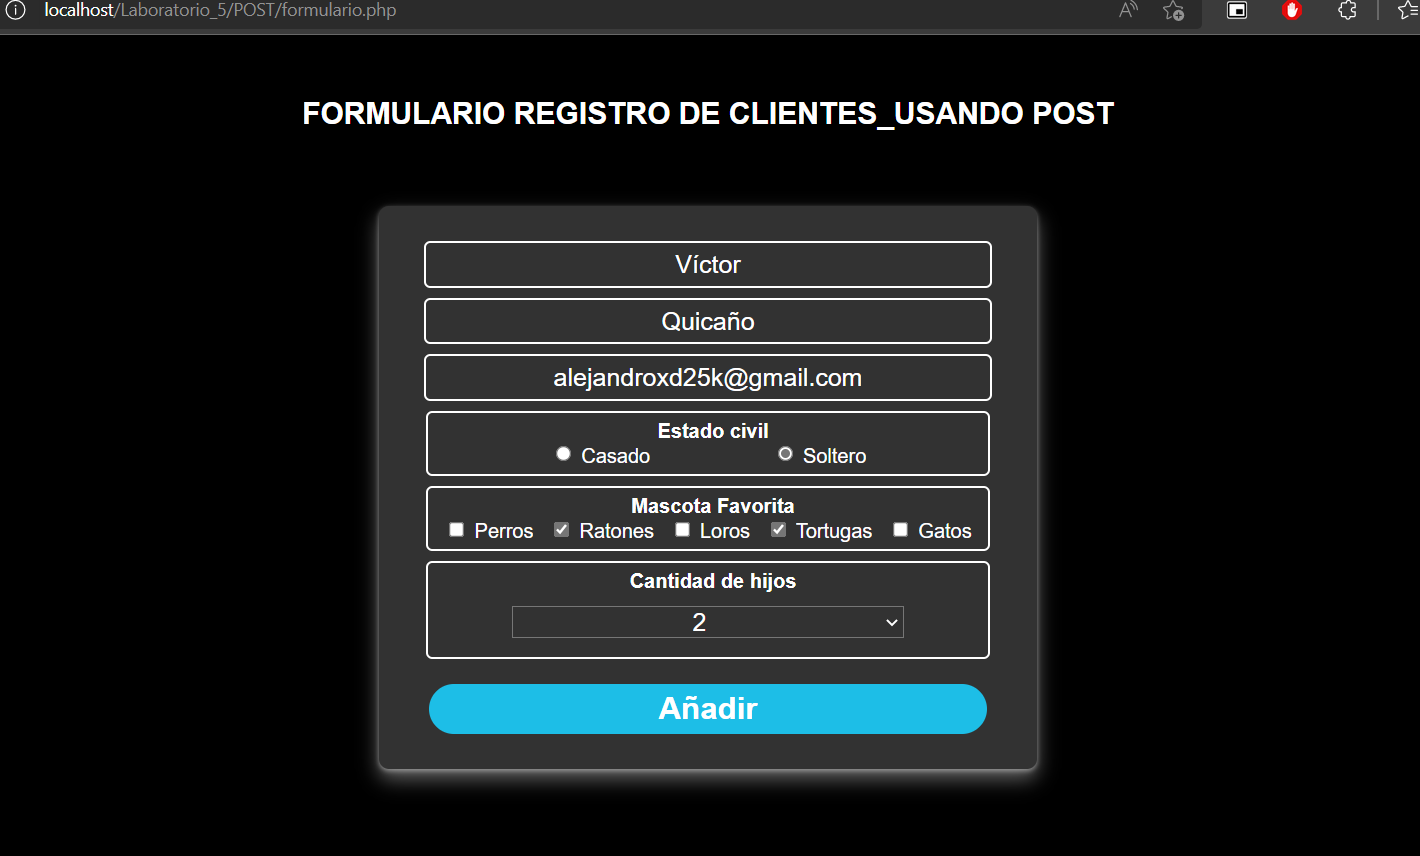 localhost/Laboratorio_5/POST/formulario.php
FORMULARIO REGISTRO DE CLIENTES_USANDO POST
Víctor
Quicaño
alejandroxd25k@gmail.com
Estado civil
Casado Soltero
Mascota Favorita
Perros Ratones Loros Tortugas Gatos
Cantidad de hijos
2
Añadir